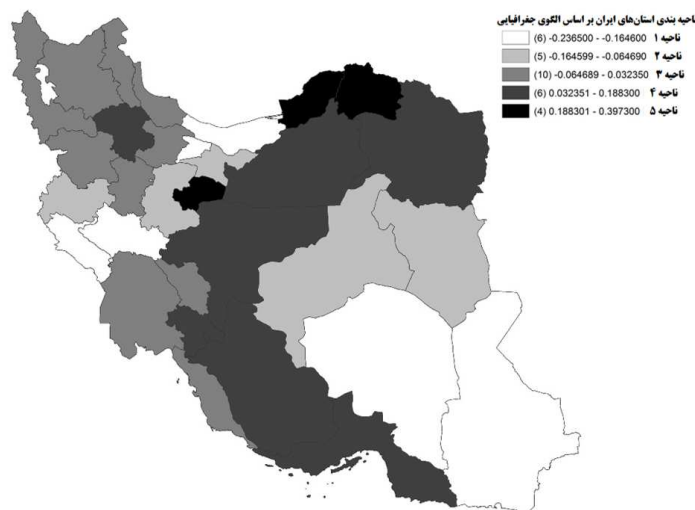 ناحیه بندی استان‌های ایران بر اساس الگوی جغرافیایی
ناحیه ۱ (6) -0.236500 - -0.164600
ناحیه ۲ (5) -0.164599 - -0.064690
ناحیه ۳ (10) -0.064689 - 0.032350
ناحیه ۴ (6) 0.032351 - 0.188300
ناحیه ۵ (4) 0.188301 - 0.397300